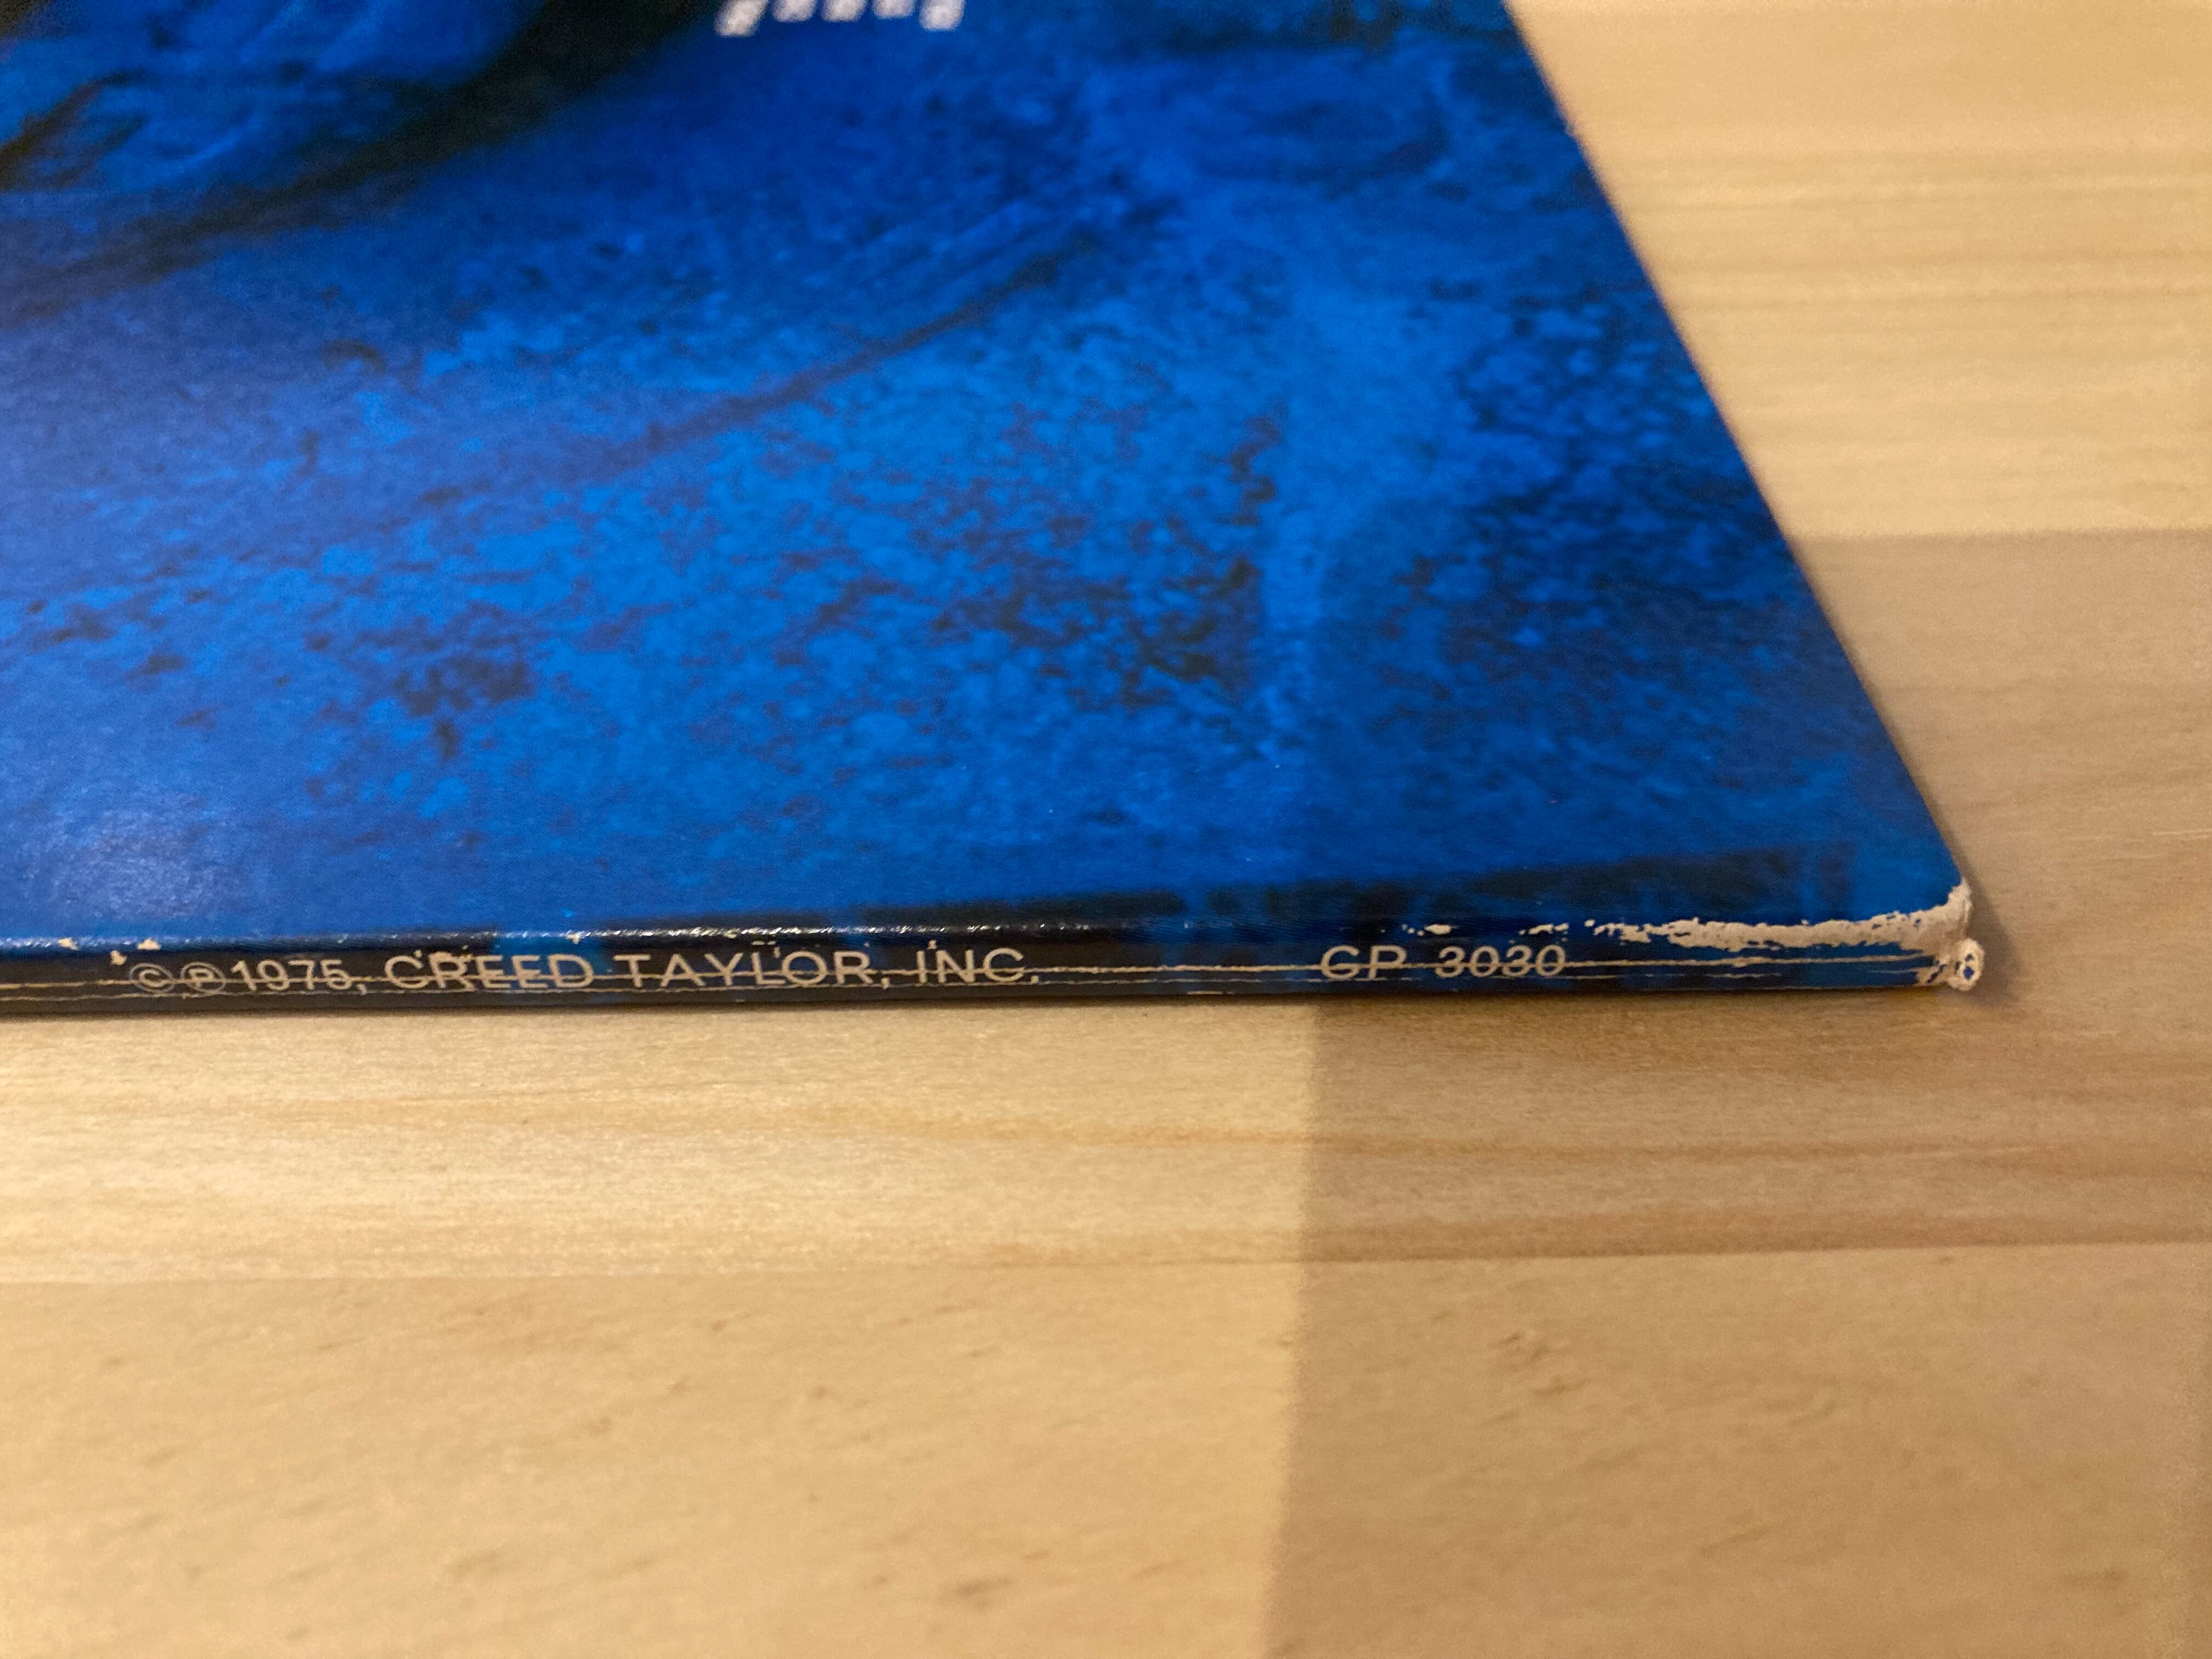 ©℗1975, CREED TAYLOR, INC. GP 3030